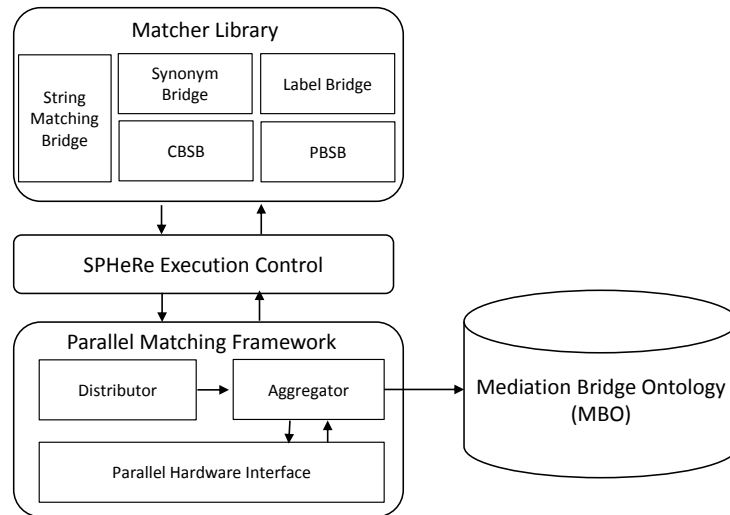 Matcher Library
String
Matching
Bridge
Synonym
Bridge
Label Bridge
CBSB
PBSB
SPHeRe Execution Control
Parallel Matching Framework
Distributor
Aggregator
Parallel Hardware Interface
Mediation Bridge Ontology
(MBO)